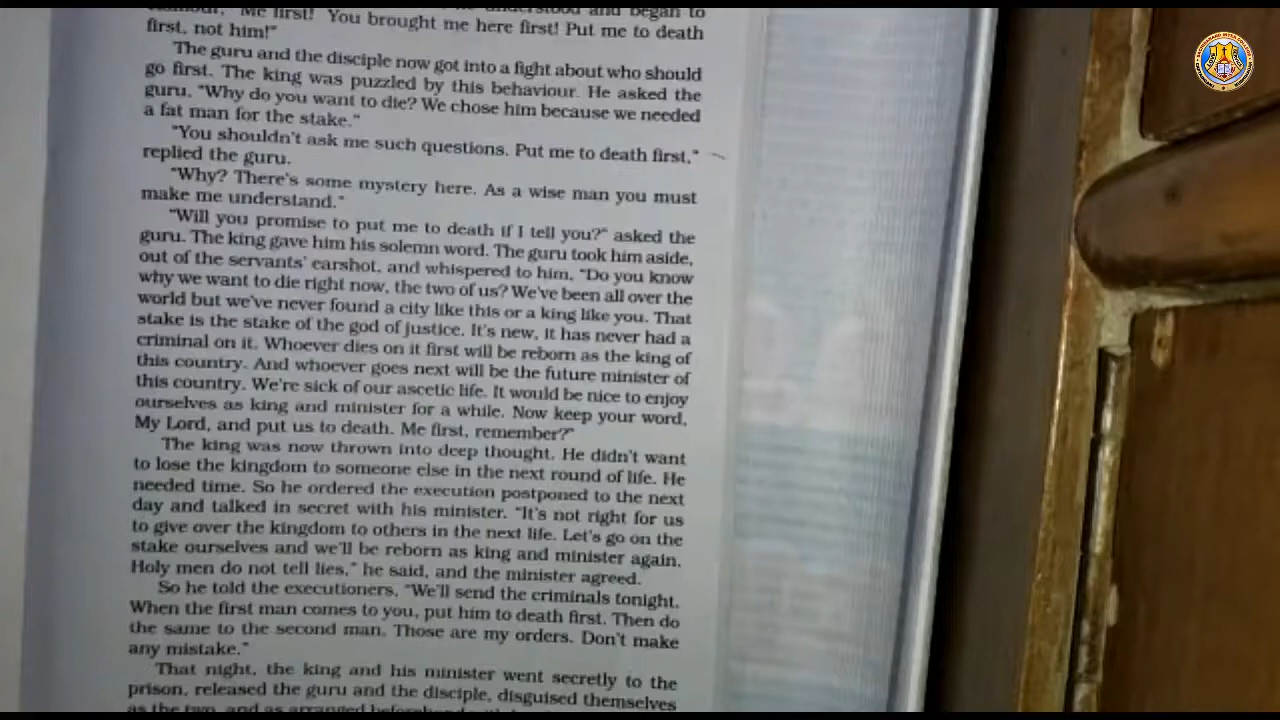 "Me first! You brought me here first! Put me to death
first, not him!"
The guru and the disciple now got into a fight about who should
go first. The king was puzzled by this behaviour. He asked the
guru, "Why do you want to die? We chose him because we needed
a fat man for the stake."
"You shouldn't ask me such questions. Put me to death first,"
replied the guru.
"Why? There's some mystery here. As a wise man you must
make me understand."
"Will you promise to put me to death if I tell you?" asked the
guru. The king gave him his solemn word. The guru took him aside,
out of the servants' earshot, and whispered to him, "Do you know
why we want to die right now, the two of us? We've been all over the
world but we've never found a city like this or a king like you. That
stake is the stake of the god of justice. It's new, it has never had a
criminal on it. Whoever dies on it first will be reborn as the king of
this country. And whoever goes next will be the future minister of
this country. We're sick of our ascetic life. It would be nice to enjoy
ourselves as king and minister for a while. Now keep your word,
My Lord, and put us to death. Me first, remember?"
The king was now thrown into deep thought. He didn't want
to lose the kingdom to someone else in the next round of life. He
needed time. So he ordered the execution postponed to the next
day and talked in secret with his minister. "It's not right for us
to give over the kingdom to others in the next life. Let's go on the
stake ourselves and we'll be reborn as king and minister again.
Holy men do not tell lies," he said, and the minister agreed.
So he told the executioners, "We'll send the criminals tonight.
When the first man comes to you, put him to death first. Then do
the same to the second man. Those are my orders. Don't make
any mistake."
That night, the king and his minister went secretly to the
prison, released the guru and the disciple, disguised themselves
as the two, and as arranged beforehand